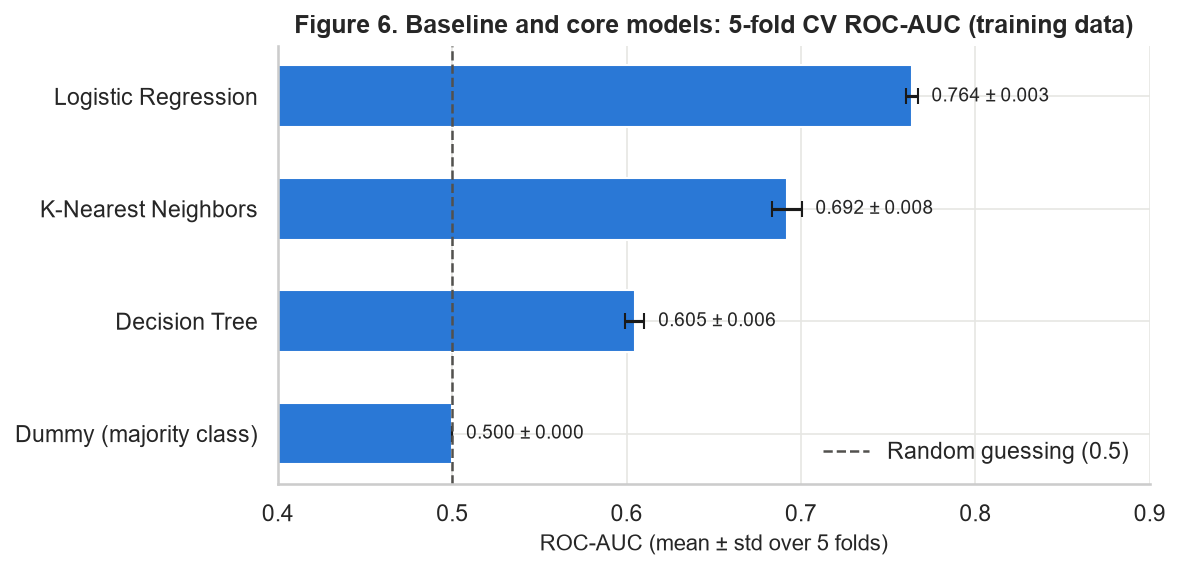 Figure 6. Baseline and core models: 5-fold CV ROC-AUC (training data)
Logistic Regression
0.764 ± 0.003
K-Nearest Neighbors
0.692 ± 0.008
Decision Tree
0.605 ± 0.006
Dummy (majority class)
0.500 ± 0.000
Random guessing (0.5)
0.4 0.5 0.6 0.7 0.8 0.9
ROC-AUC (mean ± std over 5 folds)